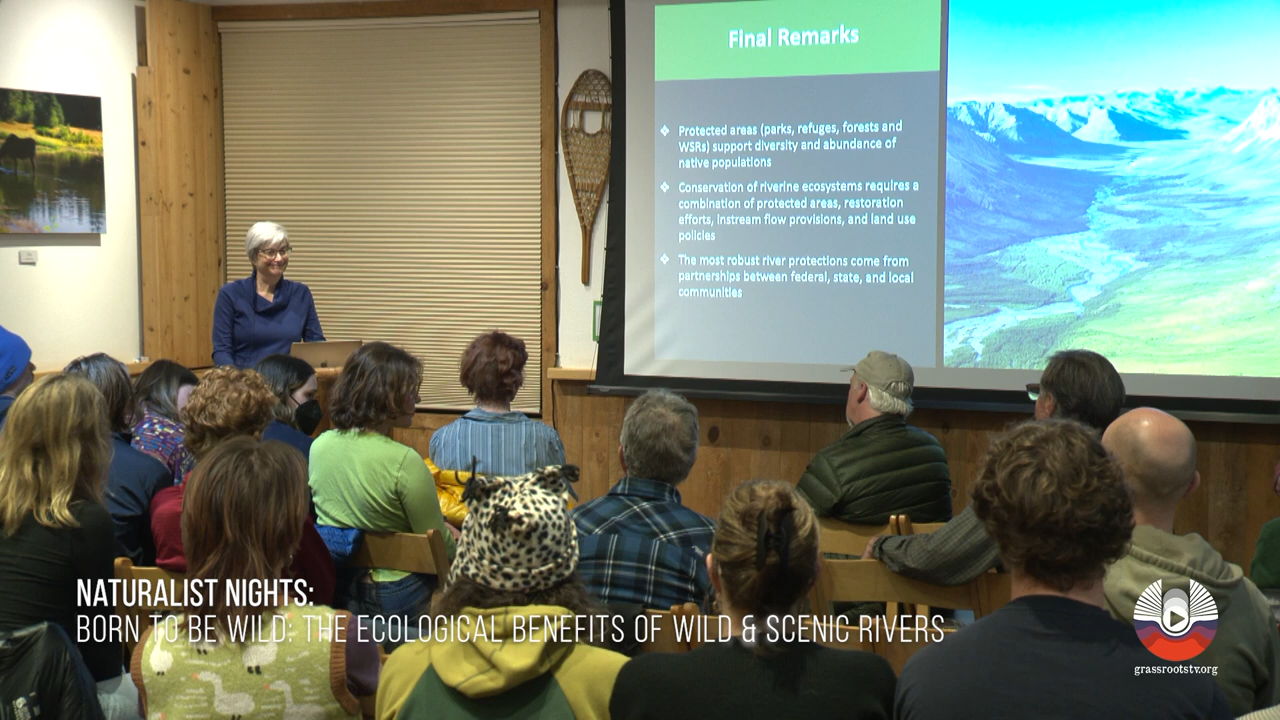 Final Remarks
❖ Protected areas (parks, refuges, forests and
WSRs) support diversity and abundance of
native populations
❖ Conservation of riverine ecosystems requires a
combination of protected areas, restoration
efforts, instream flow provisions, and land use
policies
❖ The most robust river protections come from
partnerships between federal, state, and local
communities
NATURALIST NIGHTS:
BORN TO BE WILD: THE ECOLOGICAL BENEFITS OF WILD & SCENIC RIVERS
grassrootstv.org